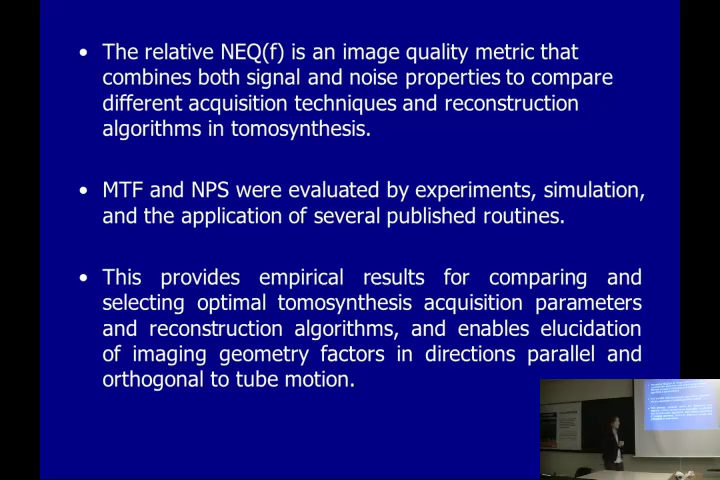 • The relative NEQ(f) is an image quality metric that
combines both signal and noise properties to compare
different acquisition techniques and reconstruction
algorithms in tomosynthesis.
• MTF and NPS were evaluated by experiments, simulation,
and the application of several published routines.
• This provides empirical results for comparing and
selecting optimal tomosynthesis acquisition parameters
and reconstruction algorithms, and enables elucidation
of imaging geometry factors in directions parallel and
orthogonal to tube motion.